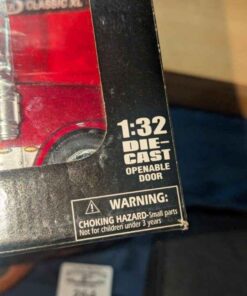 CLASSIC XL
1:32
DIE-
CAST
OPENABLE
DOOR
⚠ WARNING:
CHOKING HAZARD-Small parts
Not for children under 3 years